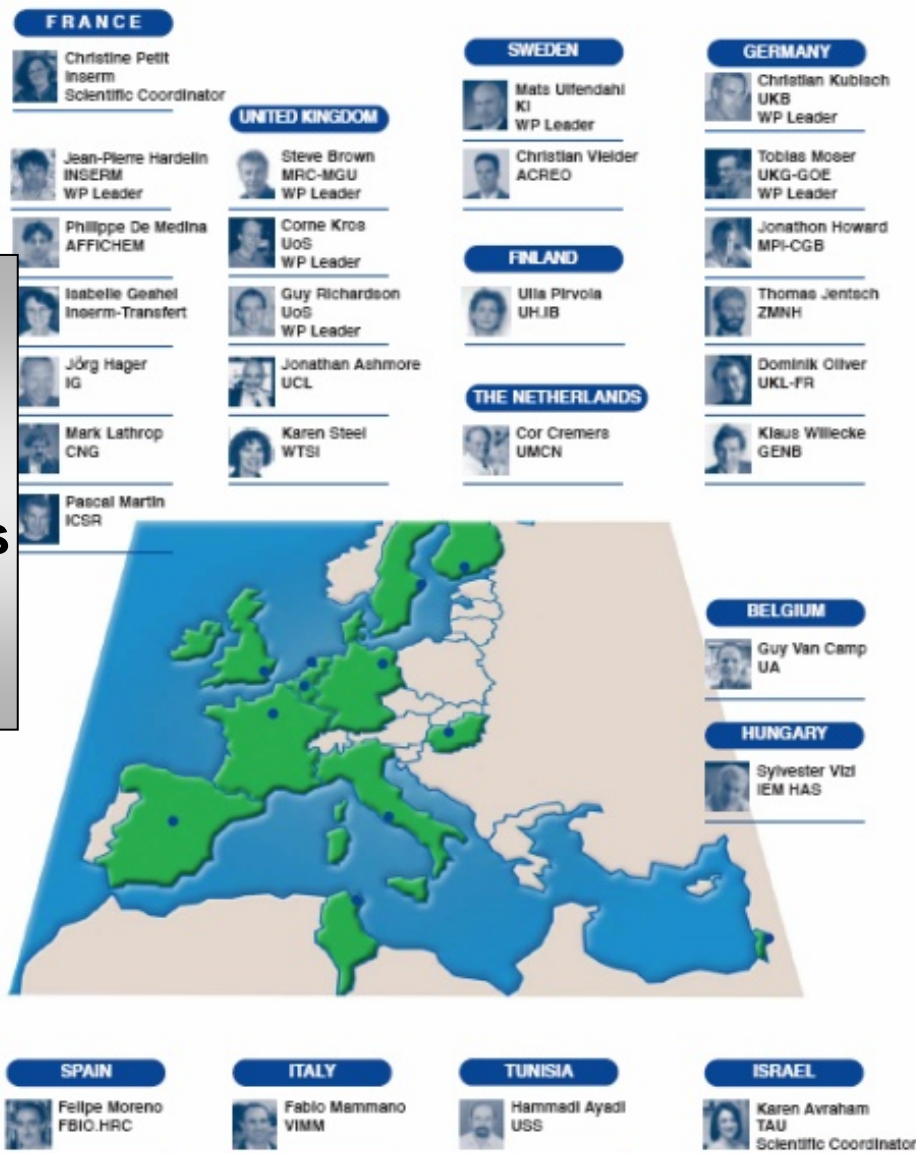 FRANCE
Christine Petit
Inserm
Scientific Coordinator
Jean-Pierre Hardelin
INSERM
WP Leader
Philippe De Medina
AFFICHEM
Isabelle Geahel
Inserm-Transfert
Jörg Hager
IG
Mark Lathrop
CNG
Pascal Martin
ICSR
s
UNITED KINGDOM
Steve Brown
MRC-MGU
WP Leader
Corne Kros
UoS
WP Leader
Guy Richardson
UoS
WP Leader
Jonathan Ashmore
UCL
Karen Steel
WTSI
SWEDEN
Mats Ulfendahl
KI
WP Leader
Christian Vieider
ACREO
FINLAND
Ulla Pirvola
UH.IB
THE NETHERLANDS
Cor Cremers
UMCN
GERMANY
Christian Kubisch
UKB
WP Leader
Tobias Moser
UKG-GOE
WP Leader
Jonathon Howard
MPI-CGB
Thomas Jentsch
ZMNH
Dominik Oliver
UKL-FR
Klaus Willecke
GENB
BELGIUM
Guy Van Camp
UA
HUNGARY
Sylvester Vizi
IEM HAS
SPAIN
Felipe Moreno
FBIO.HRC
ITALY
Fabio Mammano
VIMM
TUNISIA
Hammadi Ayadi
USS
ISRAEL
Karen Avraham
TAU
Scientific Coordinator